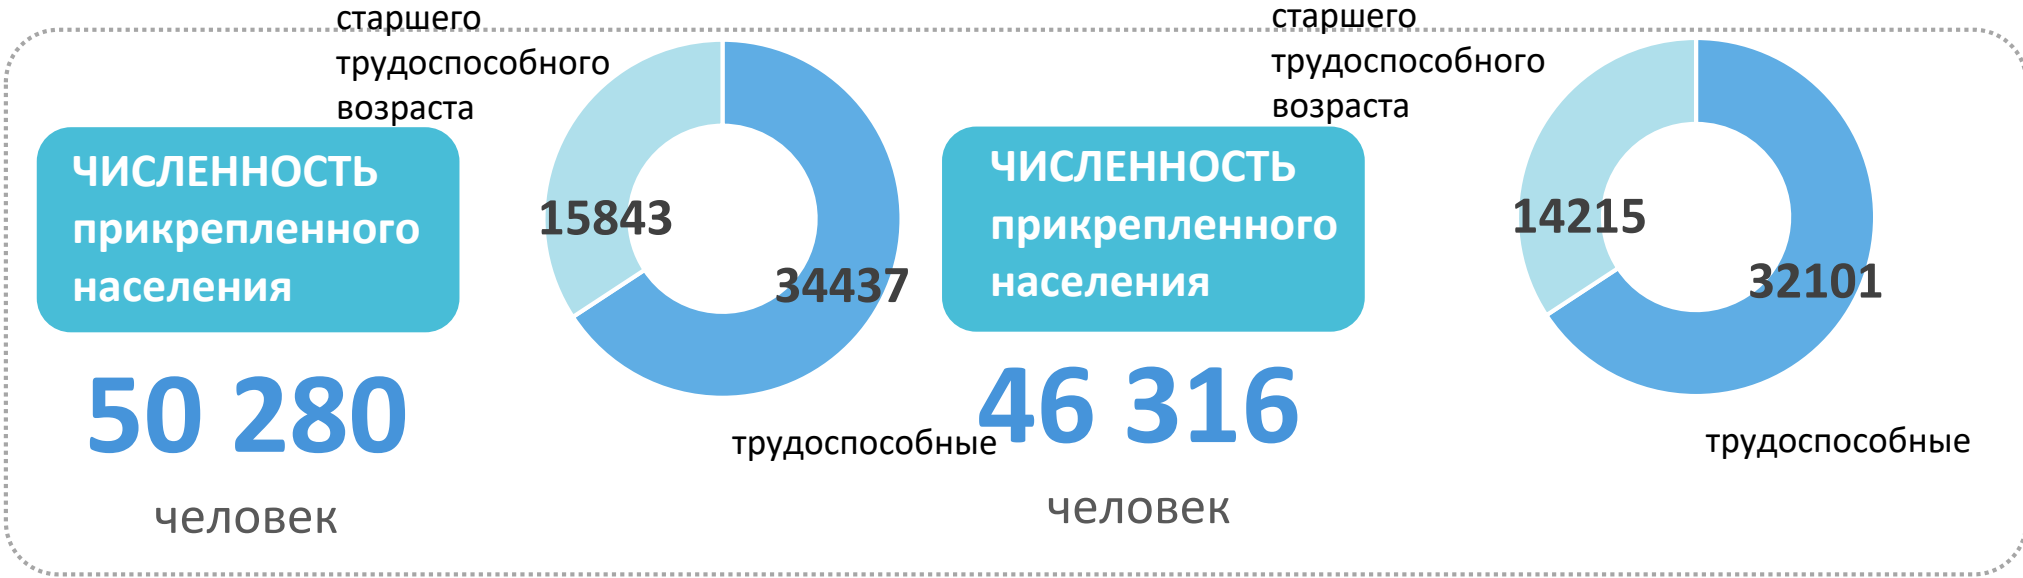 старшего
трудоспособного
возраста
ЧИСЛЕННОСТЬ
прикрепленного
населения
50 280
человек
15843
34437
трудоспособные
старшего
трудоспособного
возраста
ЧИСЛЕННОСТЬ
прикрепленного
населения
46 316
человек
14215
32101
трудоспособные